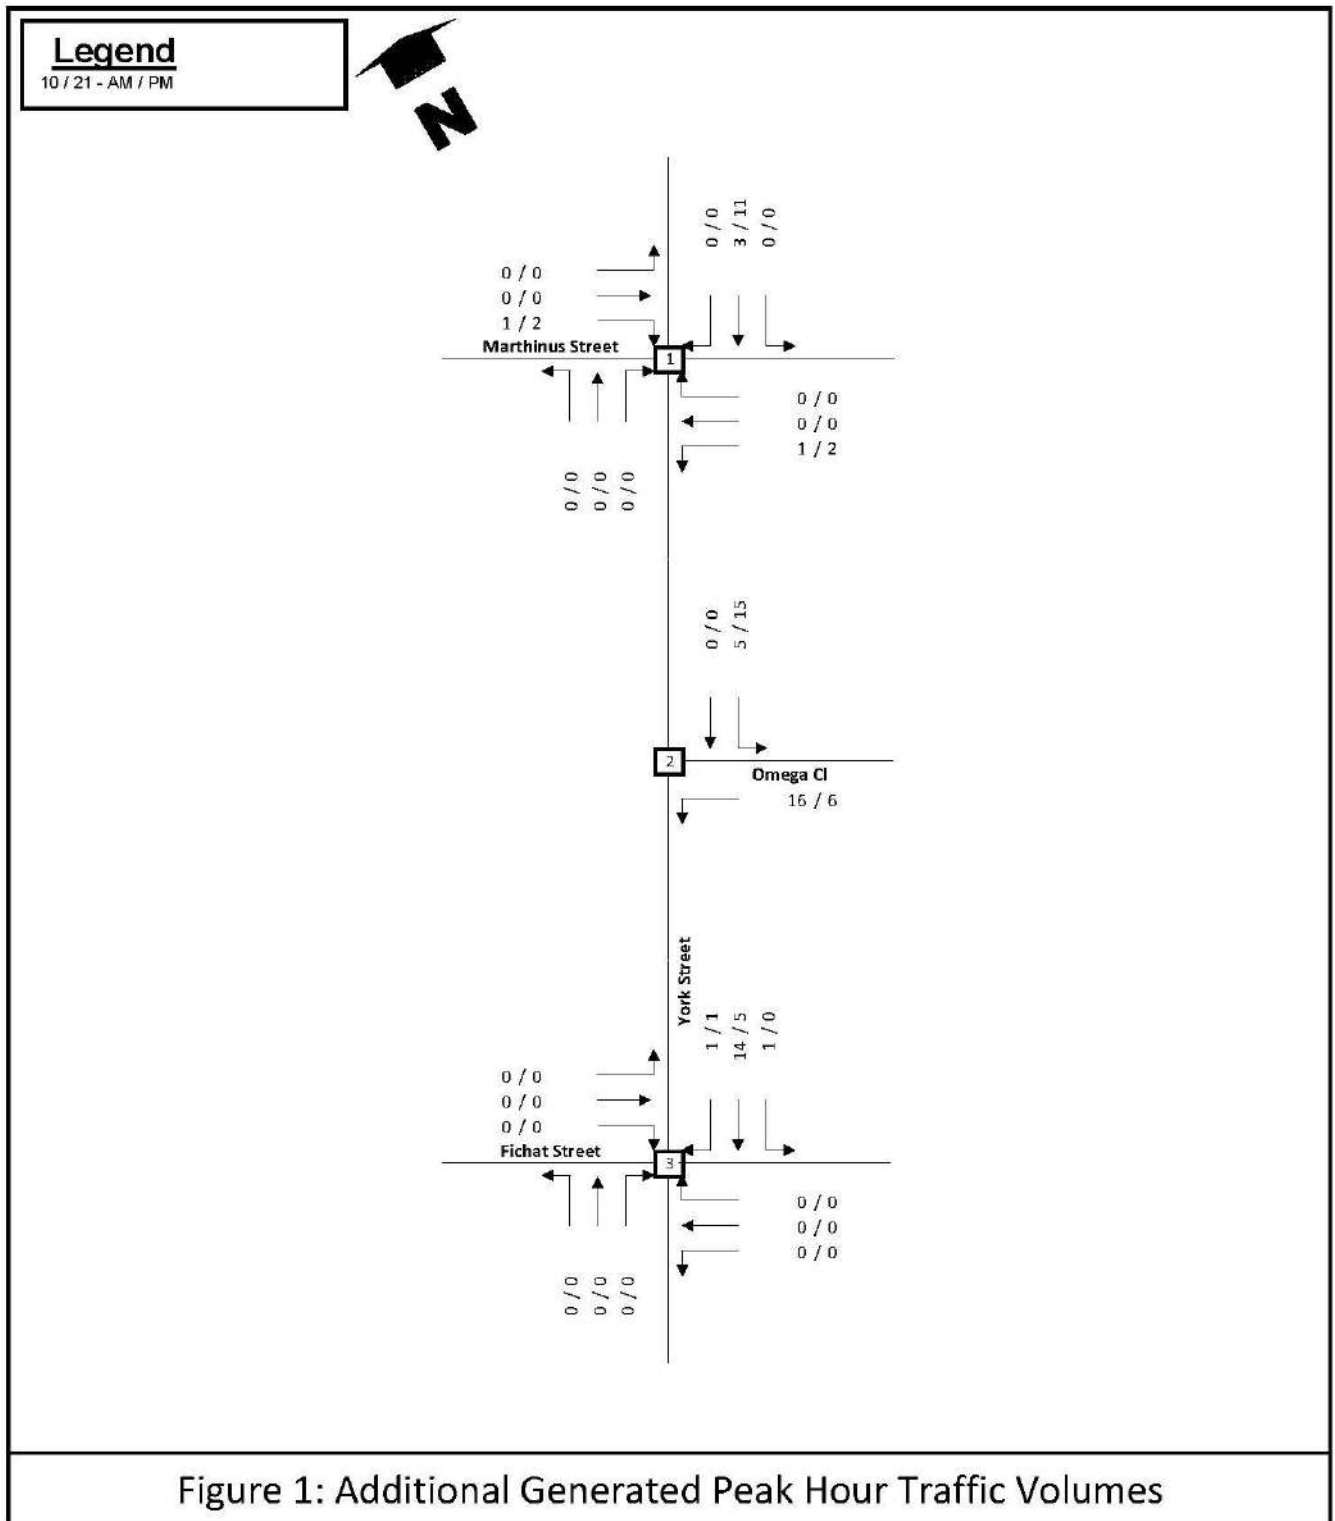 Legend
10 / 21 - AM / PM
N
0 / 0
3 / 11
0 / 0
0 / 0
0 / 0
1 / 2
Marthinus Street
1
0 / 0
0 / 0
1 / 2
0 / 0
0 / 0
0 / 0
0 / 0
5 / 15
2
Omega Cl
16 / 6
York Street
1 / 1
14 / 5
1 / 0
0 / 0
0 / 0
0 / 0
Fichat Street
3
0 / 0
0 / 0
0 / 0
0 / 0
0 / 0
0 / 0
Figure 1: Additional Generated Peak Hour Traffic Volumes